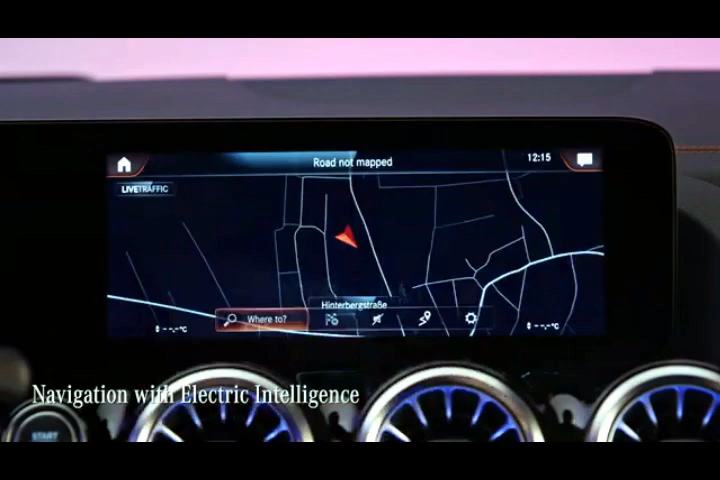 Road not mapped
12:15
LIVETRAFFIC
Hinterbergstraße
Where to?
--,-°C
--,-°C
Navigation with Electric Intelligence
START